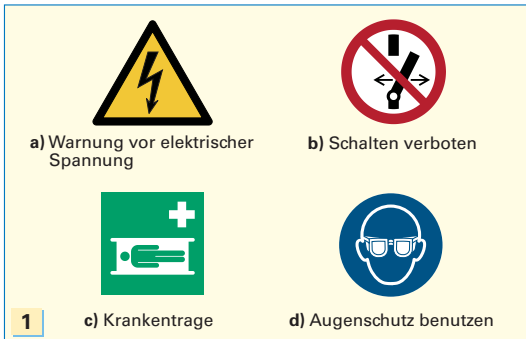 a) Warnung vor elektrischer
Spannung
b) Schalten verboten
c) Krankentrage
d) Augenschutz benutzen
1